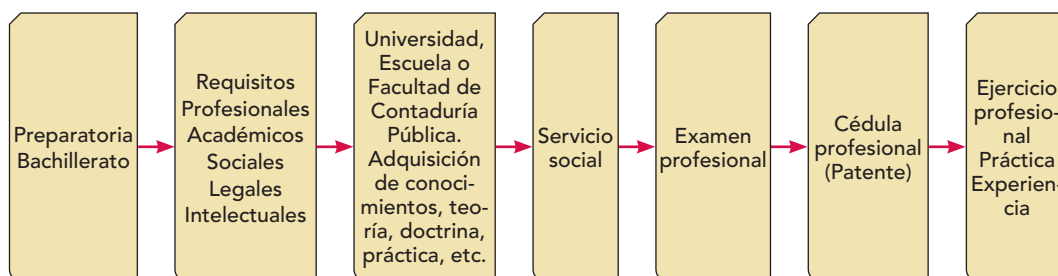 Preparatoria
Bachillerato
Requisitos
Profesionales
Académicos
Sociales
Legales
Intelectuales
Universidad,
Escuela o
Facultad de
Contaduría
Pública.
Adquisición
de conoci-
mientos, teo-
ría, doctrina,
práctica, etc.
Servicio
social
Examen
profesional
Cédula
profesional
(Patente)
Ejercicio
profesio-
nal
Práctica
Experien-
cia